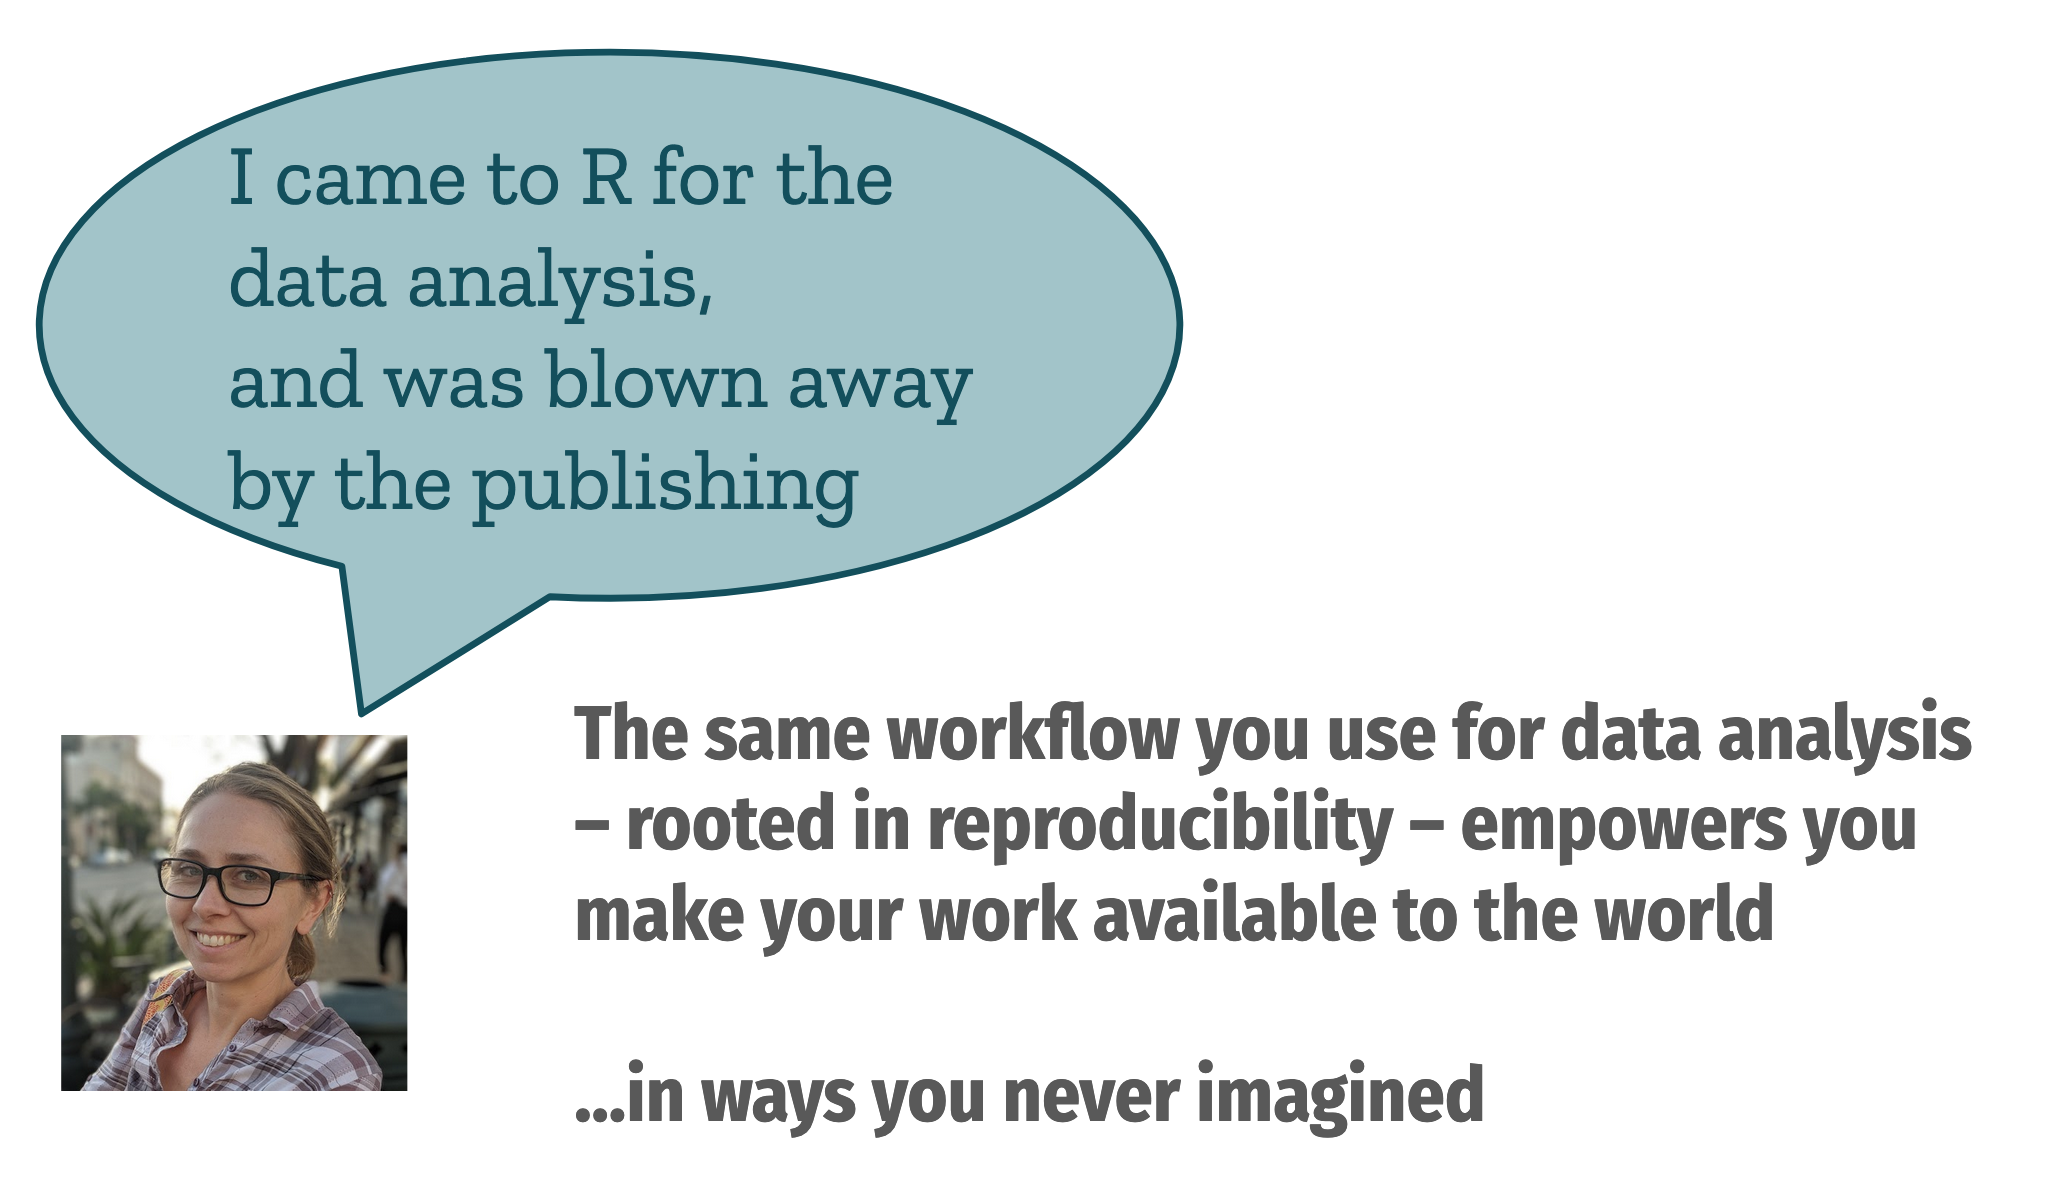 I came to R for the
data analysis,
and was blown away
by the publishing
The same workflow you use for data analysis
– rooted in reproducibility – empowers you
make your work available to the world
...in ways you never imagined